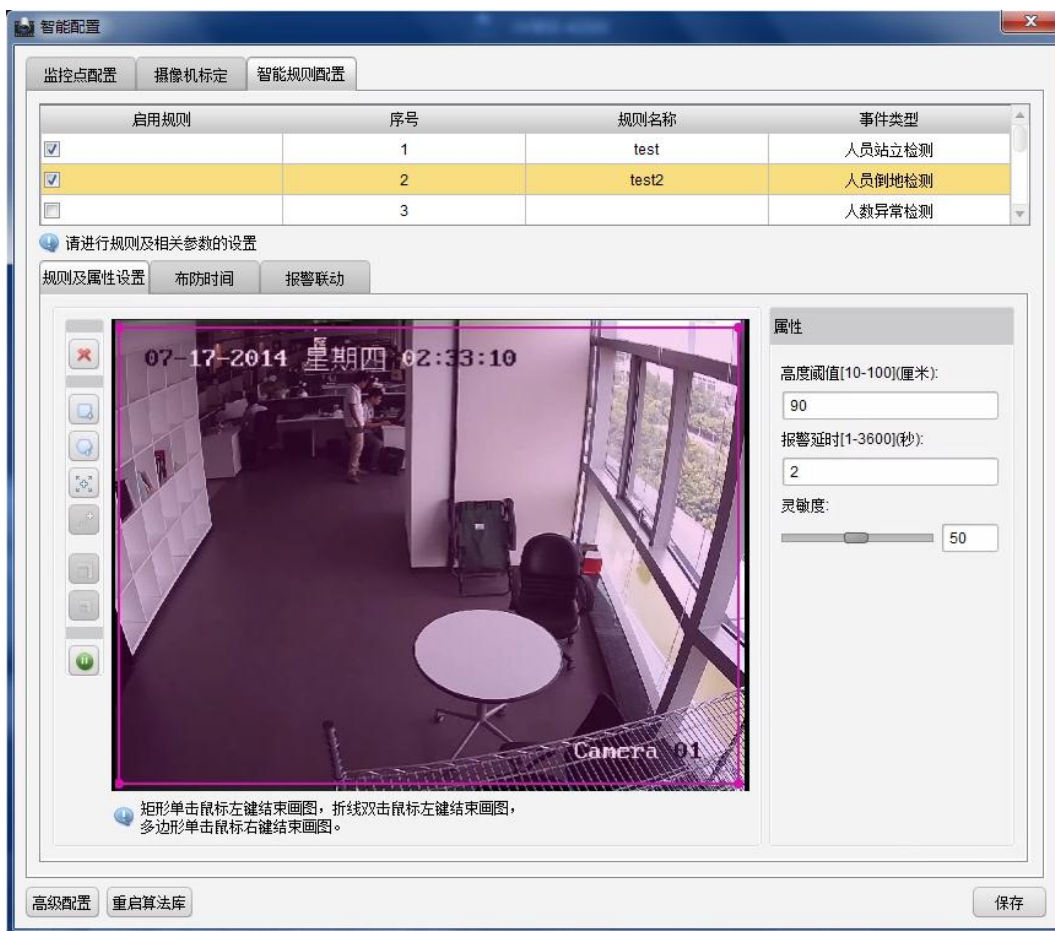 智能配置
监控点配置 摄像机标定 智能规则配置
启用规则 序号 规则名称 事件类型
1 test 人员站立检测
2 test2 人员倒地检测
3 人数异常检测
请进行规则及相关参数的设置
规则及属性设置 布防时间 报警联动
属性
07-17-2014 星期四 02:33:10
高度阈值[10-100](厘米):
90
报警延时[1-3600](秒):
2
灵敏度:
50
Camera 01
矩形单击鼠标左键结束画图，折线双击鼠标左键结束画图，
多边形单击鼠标右键结束画图。
高级配置 重启算法库 保存